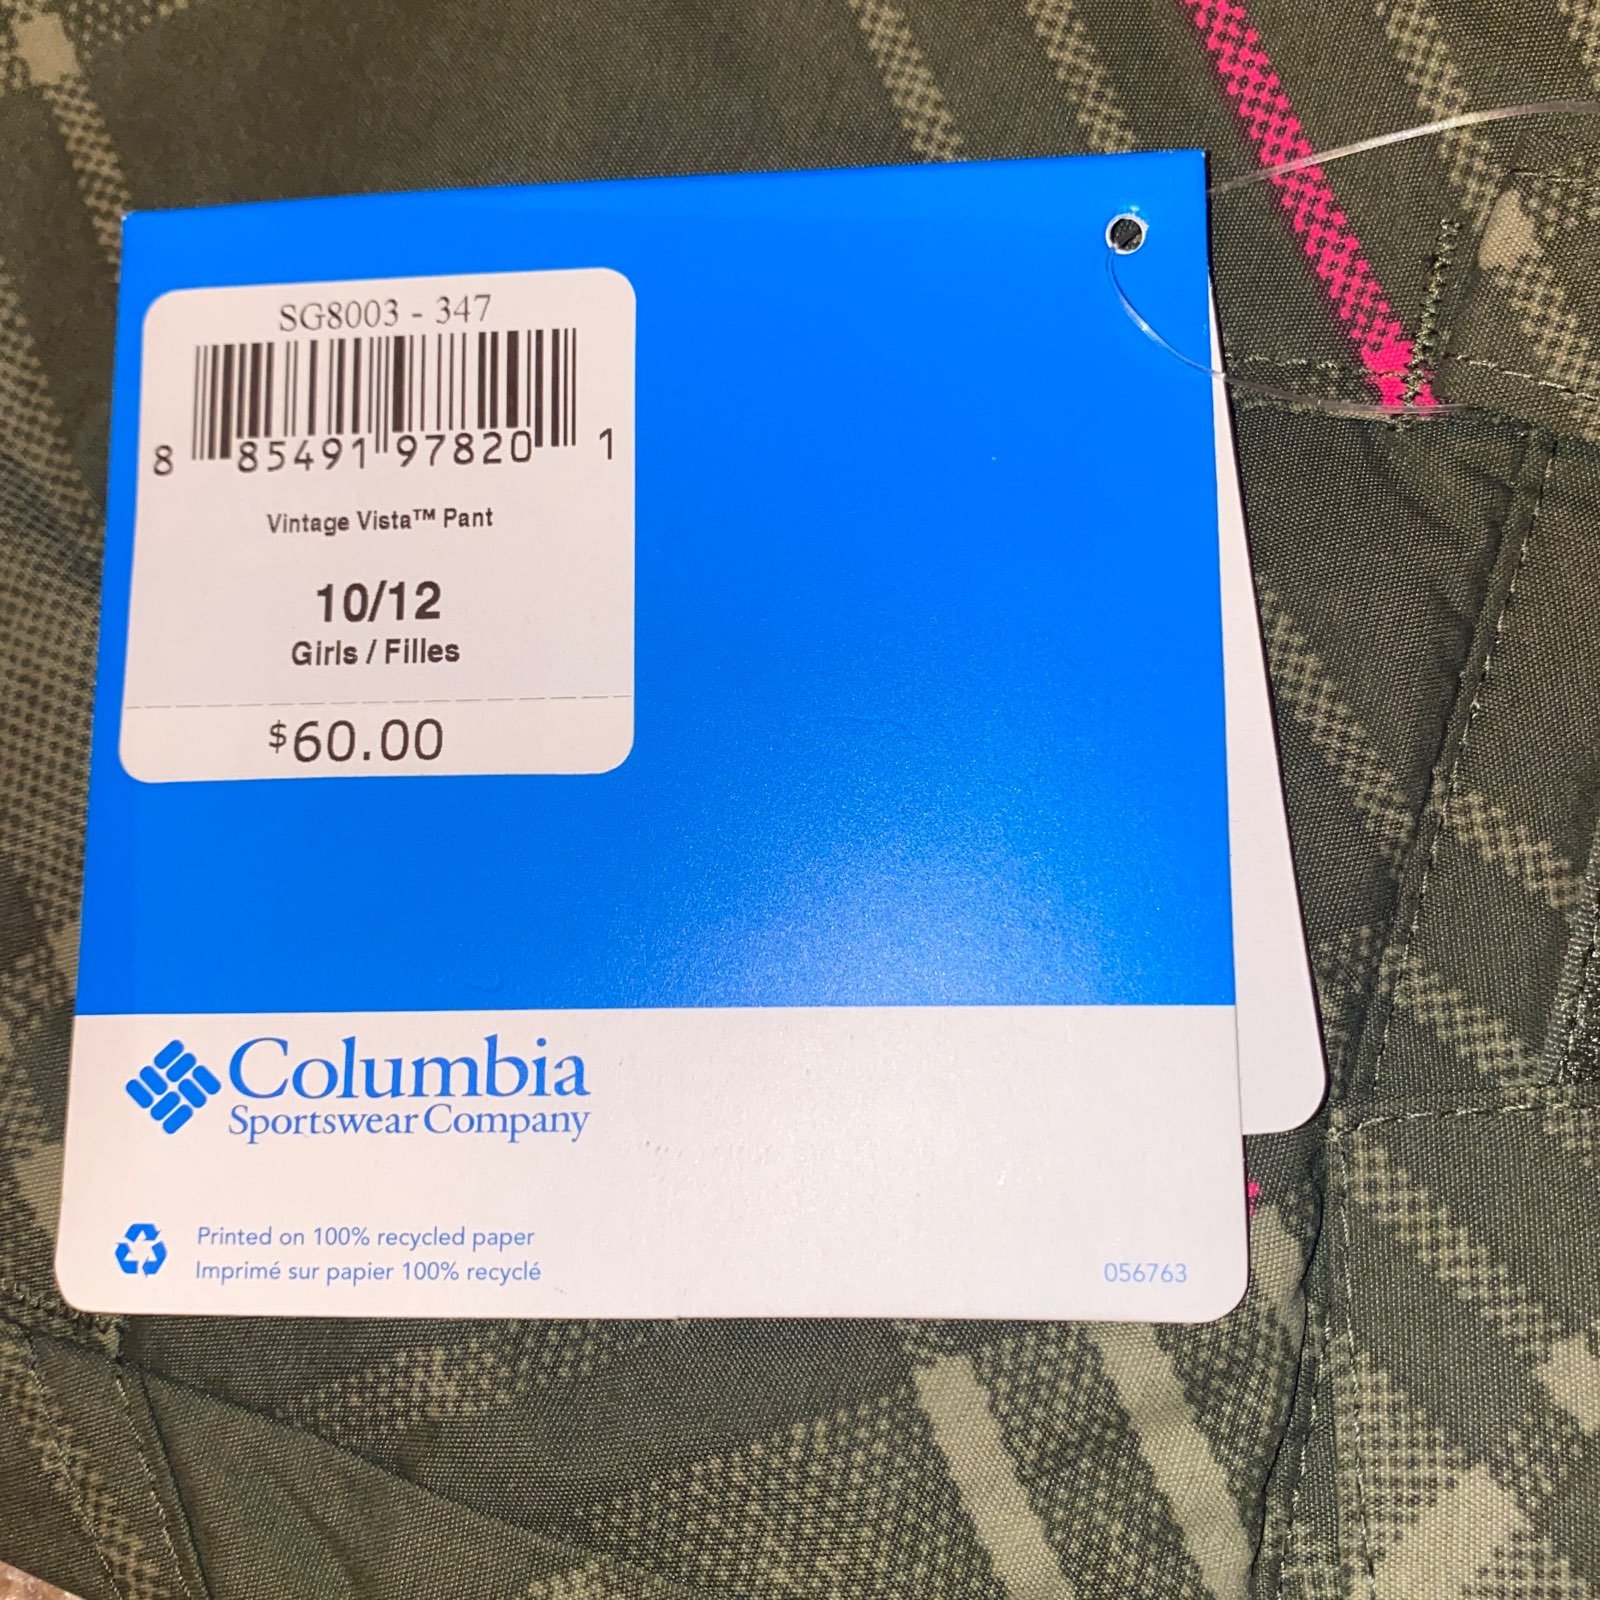 SG8003 - 347
8 85491 97820 1
Vintage Vista™ Pant
10/12
Girls / Filles
$60.00
Columbia
Sportswear Company
Printed on 100% recycled paper
Imprimé sur papier 100% recyclé
056763